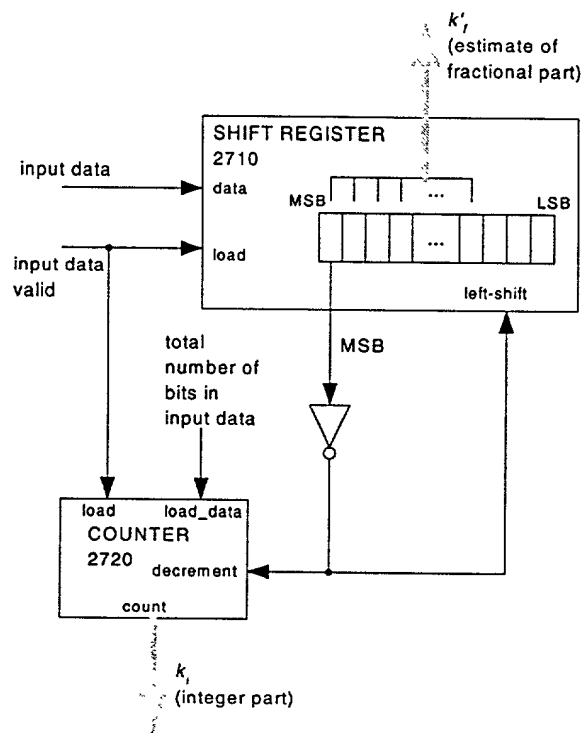 k'f
(estimate of
fractional part)
SHIFT REGISTER
2710
input data
data
MSB
...
LSB
...
load
input data
valid
left-shift
MSB
total
number of
bits in
input data
load
load_data
COUNTER
2720
decrement
count
ki
(integer part)